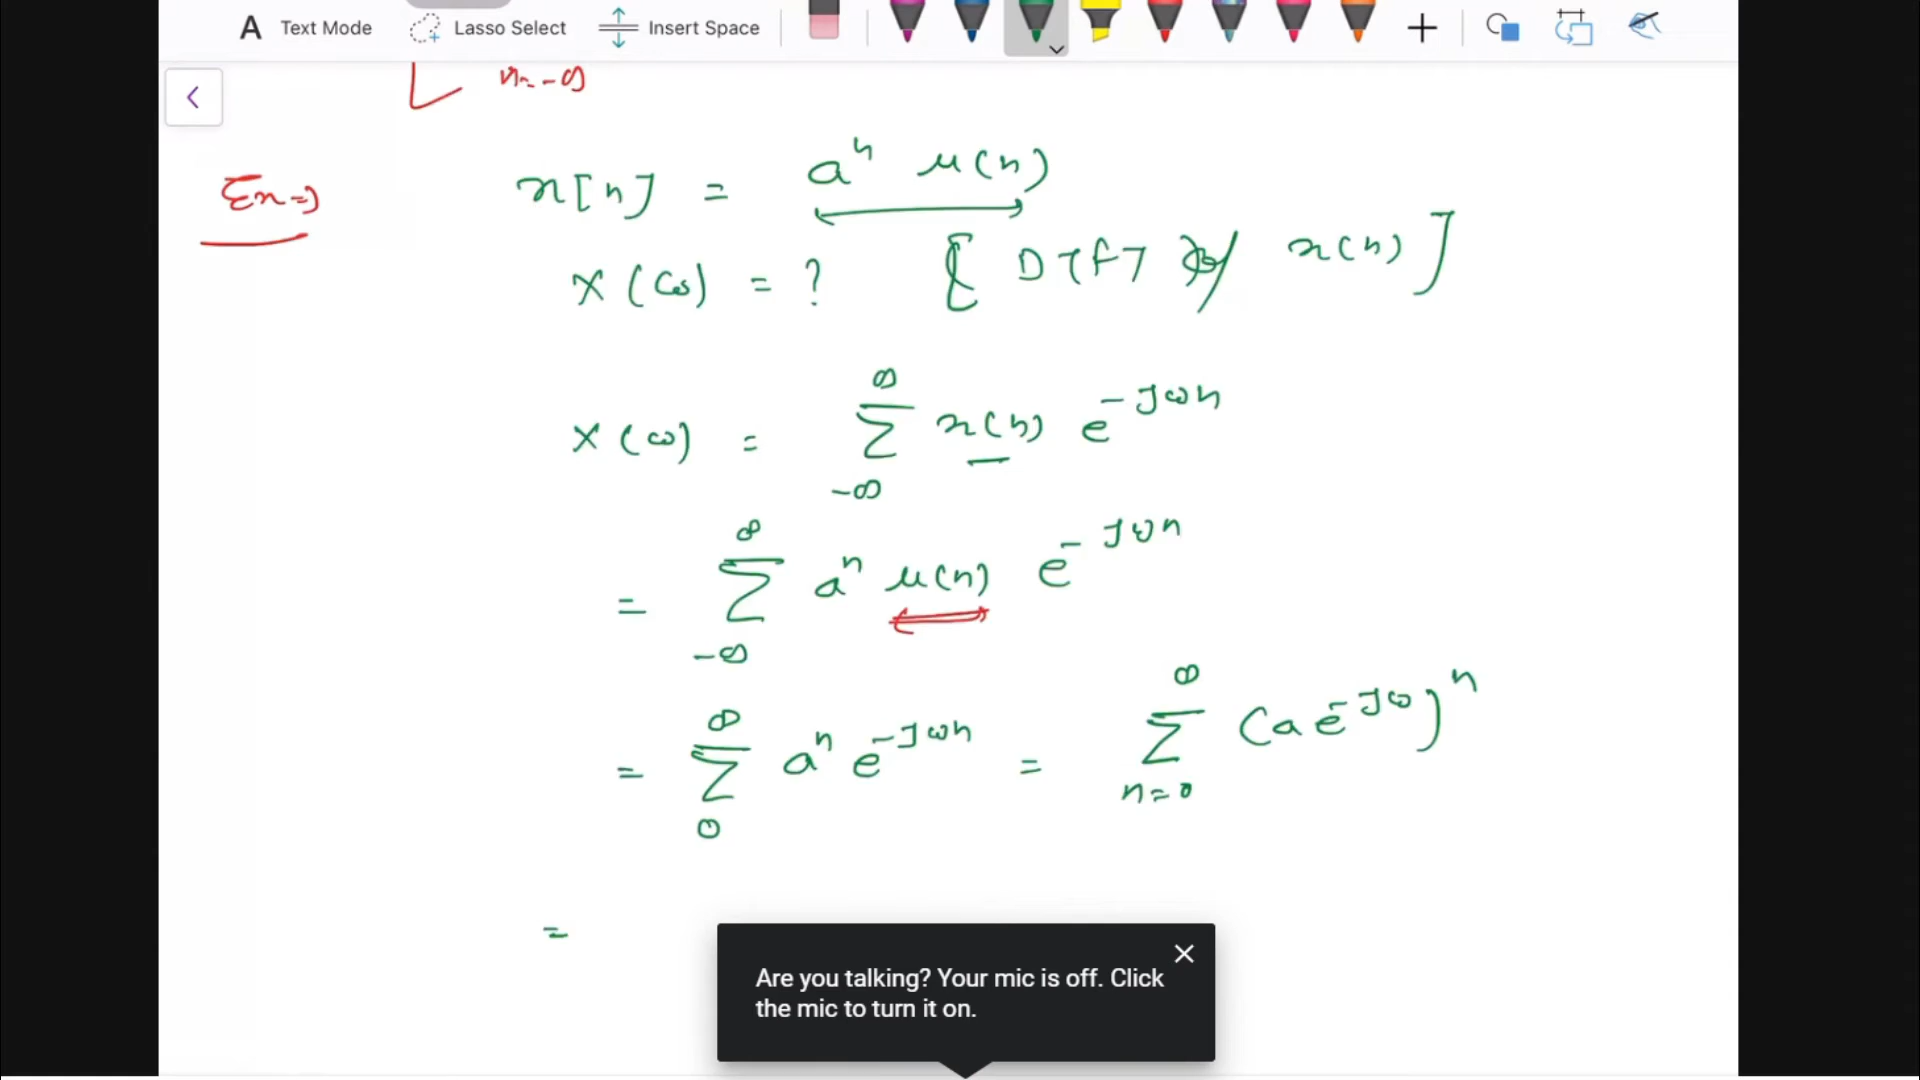 Text Mode Lasso Select Insert Space
n=-∞
Ex⇒ x[n] = aⁿ u(n)
X(ω) = ? [ DTFT x(n) ]
X(ω) = ∑_{-∞}^{∞} x(n) e^{-Jωn}
= ∑_{-∞}^{∞} aⁿ u(n) e^{-Jωn}
= ∑_{0}^{∞} aⁿ e^{-Jωn} = ∑_{n=0}^{∞} (a e^{-Jω})ⁿ
=
Are you talking? Your mic is off. Click
the mic to turn it on.